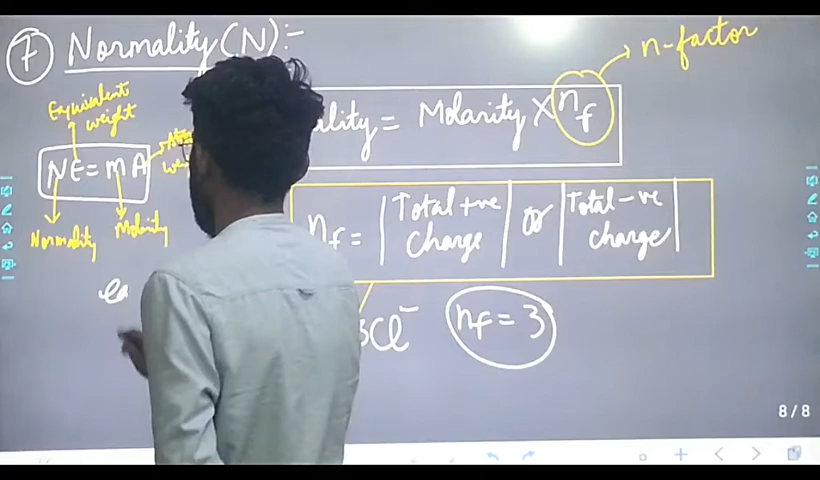 7 Normality (N):-
n-factor
Equivalent
weight
ality = Molarity × nf
NE = MA
Normality
Molarity
nf = |Total +ve Charge| or |Total -ve charge|
3Cl⁻
nf = 3
8/8